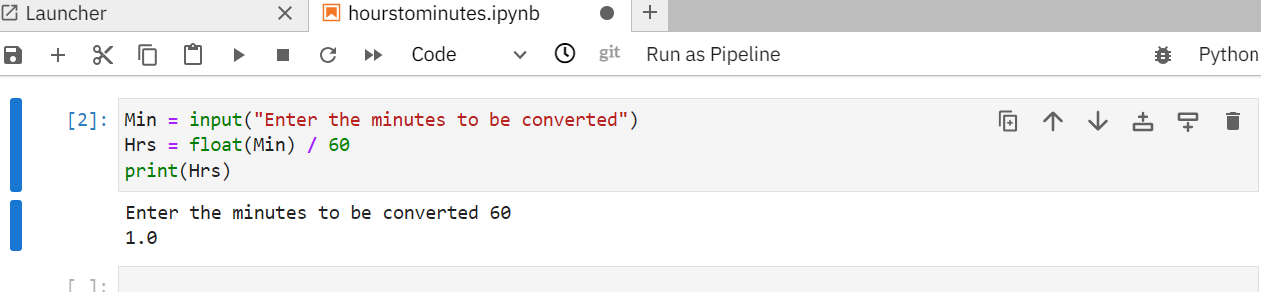 Launcher
hourstominutes.ipynb
Code
git
Run as Pipeline
Python
[2]:
Min = input("Enter the minutes to be converted")
Hrs = float(Min) / 60
print(Hrs)
Enter the minutes to be converted 60
1.0
[ ]: